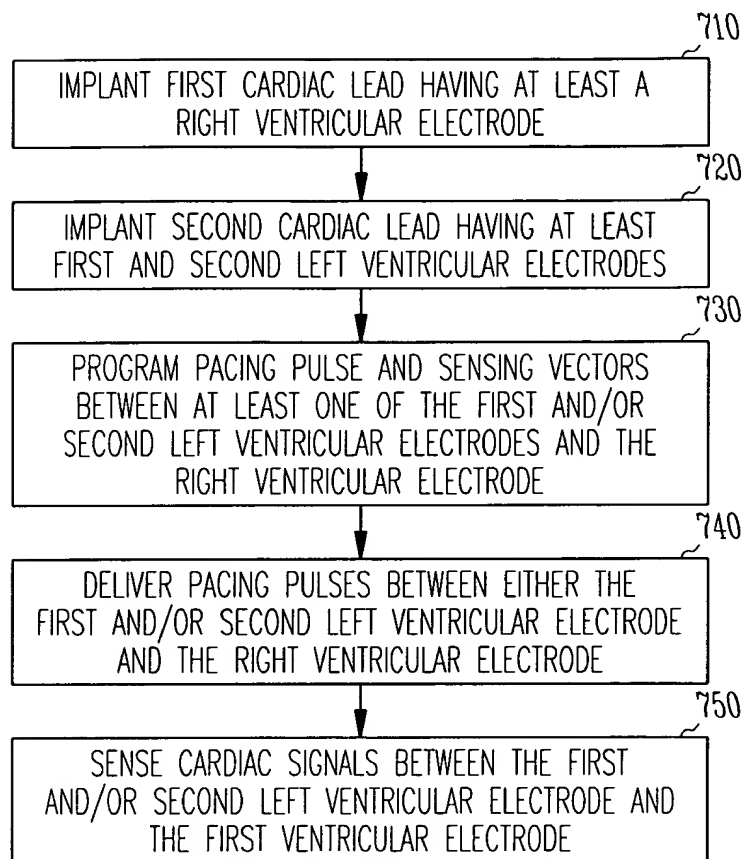 710
IMPLANT FIRST CARDIAC LEAD HAVING AT LEAST A
RIGHT VENTRICULAR ELECTRODE
720
IMPLANT SECOND CARDIAC LEAD HAVING AT LEAST
FIRST AND SECOND LEFT VENTRICULAR ELECTRODES
730
PROGRAM PACING PULSE AND SENSING VECTORS
BETWEEN AT LEAST ONE OF THE FIRST AND/OR
SECOND LEFT VENTRICULAR ELECTRODES AND THE
RIGHT VENTRICULAR ELECTRODE
740
DELIVER PACING PULSES BETWEEN EITHER THE
FIRST AND/OR SECOND LEFT VENTRICULAR ELECTRODE
AND THE RIGHT VENTRICULAR ELECTRODE
750
SENSE CARDIAC SIGNALS BETWEEN THE FIRST
AND/OR SECOND LEFT VENTRICULAR ELECTRODE AND
THE FIRST VENTRICULAR ELECTRODE